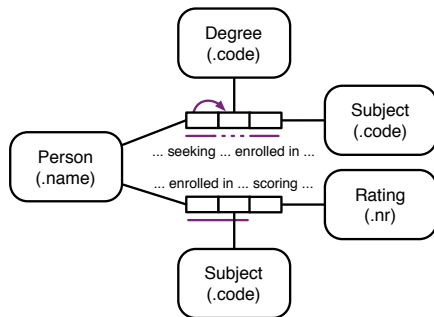 Degree
(.code)
Subject
(.code)
Person
(.name)
... seeking ... enrolled in ...
... enrolled in ... scoring ...
Rating
(.nr)
Subject
(.code)